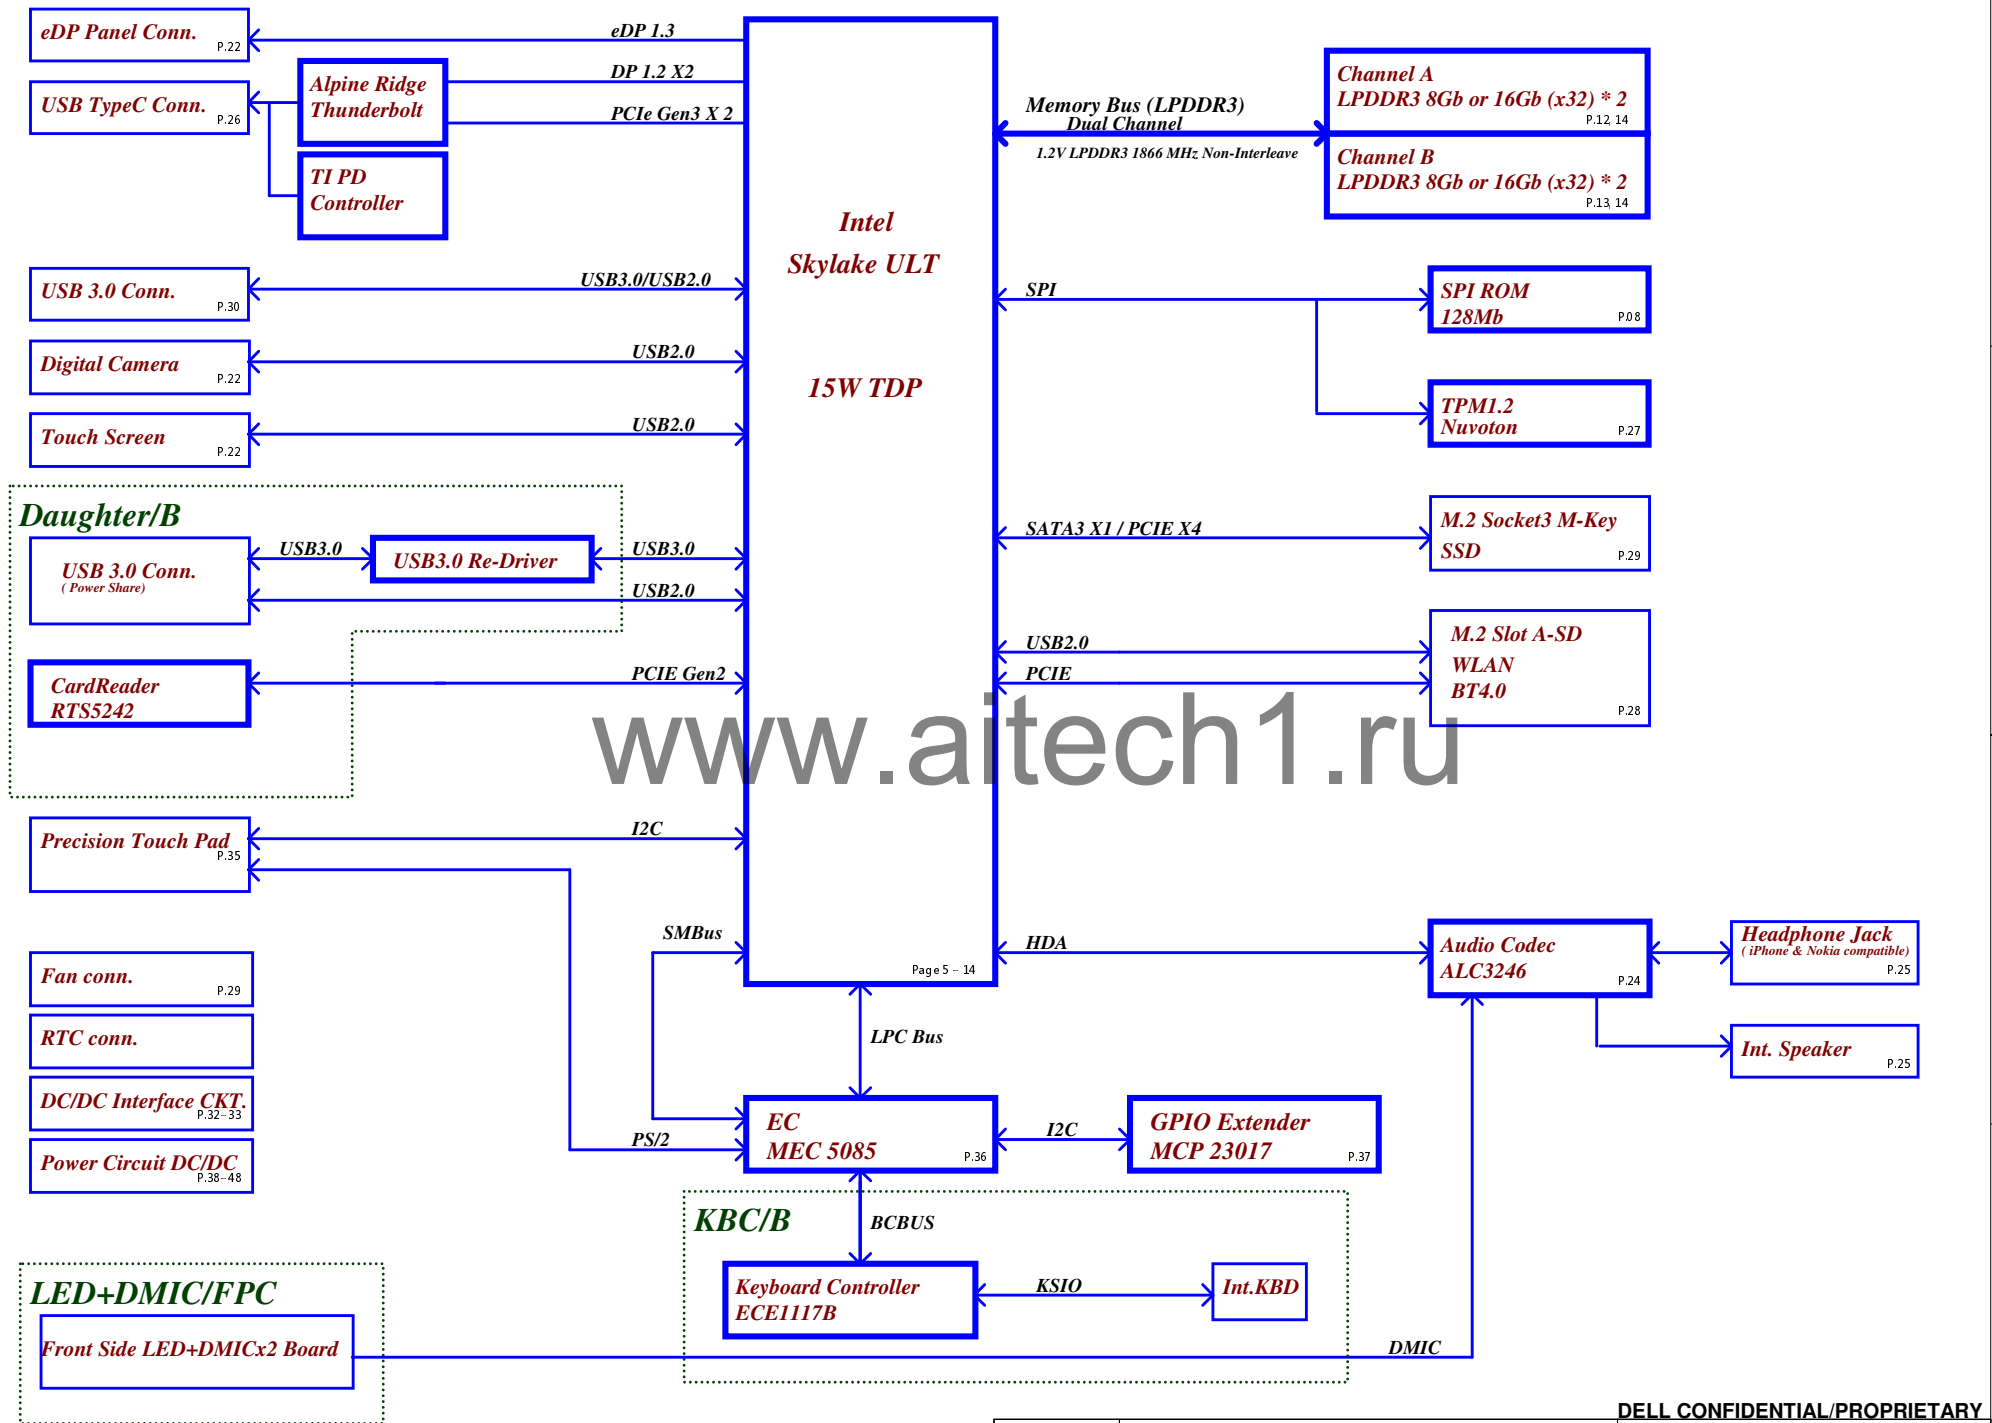 eDP Panel Conn.
P.22
eDP 1.3
USB TypeC Conn.
P.26
Alpine Ridge
Thunderbolt
DP 1.2 X2
PCIe Gen3 X 2
TI PD
Controller
Intel
Skylake ULT
15W TDP
Page 5 - 14
Memory Bus (LPDDR3)
Dual Channel
1.2V LPDDR3 1866 MHz Non-Interleave
Channel A
LPDDR3 8Gb or 16Gb (x32) * 2
P.12, 14
Channel B
LPDDR3 8Gb or 16Gb (x32) * 2
P.13, 14
USB 3.0 Conn.
P.30
USB3.0/USB2.0
SPI
SPI ROM
128Mb
P.08
Digital Camera
P.22
USB2.0
TPM1.2
Nuvoton
P.27
Touch Screen
P.22
USB2.0
Daughter/B
USB 3.0 Conn.
( Power Share)
USB3.0
USB3.0 Re-Driver
USB3.0
USB2.0
SATA3 X1 / PCIE X4
M.2 Socket3 M-Key
SSD
P.29
CardReader
RTS5242
PCIE Gen2
USB2.0
PCIE
M.2 Slot A-SD
WLAN
BT4.0
P.28
www.aitech1.ru
Precision Touch Pad
P.35
I2C
SMBus
HDA
Audio Codec
ALC3246
P.24
Headphone Jack
( iPhone & Nokia compatible)
P.25
Int. Speaker
P.25
Fan conn.
P.29
RTC conn.
DC/DC Interface CKT.
P.32--33
Power Circuit DC/DC
P.38--48
LPC Bus
PS/2
EC
MEC 5085
P.36
I2C
GPIO Extender
MCP 23017
P.37
KBC/B
BCBUS
Keyboard Controller
ECE1117B
KSIO
Int.KBD
LED+DMIC/FPC
Front Side LED+DMICx2 Board
DMIC
DELL CONFIDENTIAL/PROPRIETARY